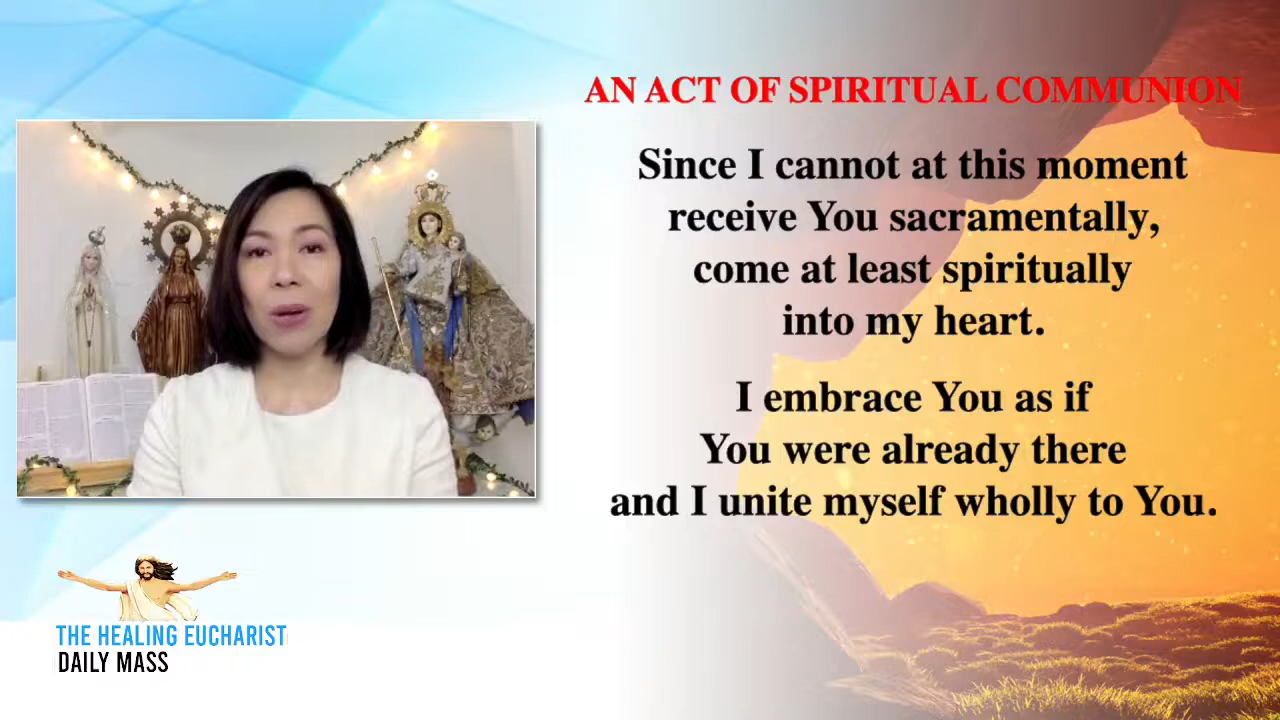 AN ACT OF SPIRITUAL COMMUNION
Since I cannot at this moment
receive You sacramentally,
come at least spiritually
into my heart.
I embrace You as if
You were already there
and I unite myself wholly to You.
THE HEALING EUCHARIST
DAILY MASS